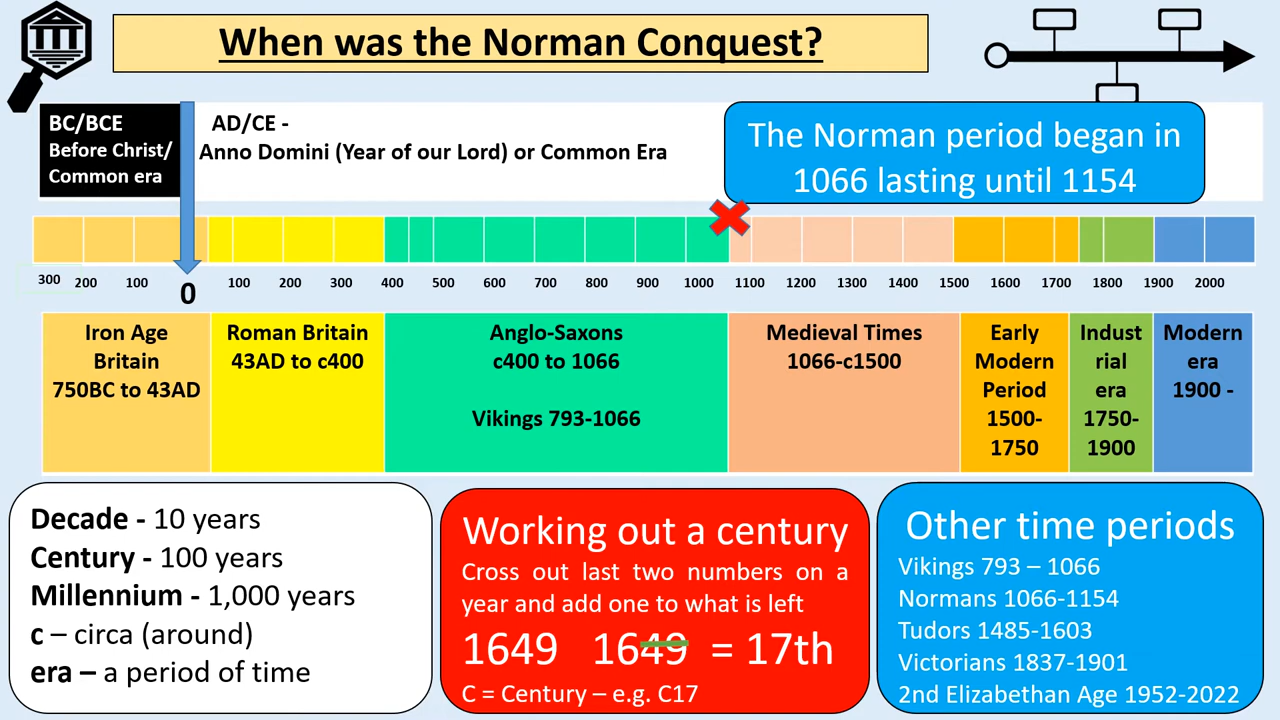 When was the Norman Conquest?
BC/BCE
Before Christ/
Common era
AD/CE -
Anno Domini (Year of our Lord) or Common Era
The Norman period began in
1066 lasting until 1154
300 200 100 0 100 200 300 400 500 600 700 800 900 1000 1100 1200 1300 1400 1500 1600 1700 1800 1900 2000
Iron Age
Britain
750BC to 43AD
Roman Britain
43AD to c400
Anglo-Saxons
c400 to 1066
Vikings 793-1066
Medieval Times
1066-c1500
Early
Modern
Period
1500-
1750
Indust
rial
era
1750-
1900
Modern
era
1900 -
Decade - 10 years
Century - 100 years
Millennium - 1,000 years
c – circa (around)
era – a period of time
Working out a century
Cross out last two numbers on a
year and add one to what is left
1649 1649 = 17th
C = Century – e.g. C17
Other time periods
Vikings 793 – 1066
Normans 1066-1154
Tudors 1485-1603
Victorians 1837-1901
2nd Elizabethan Age 1952-2022